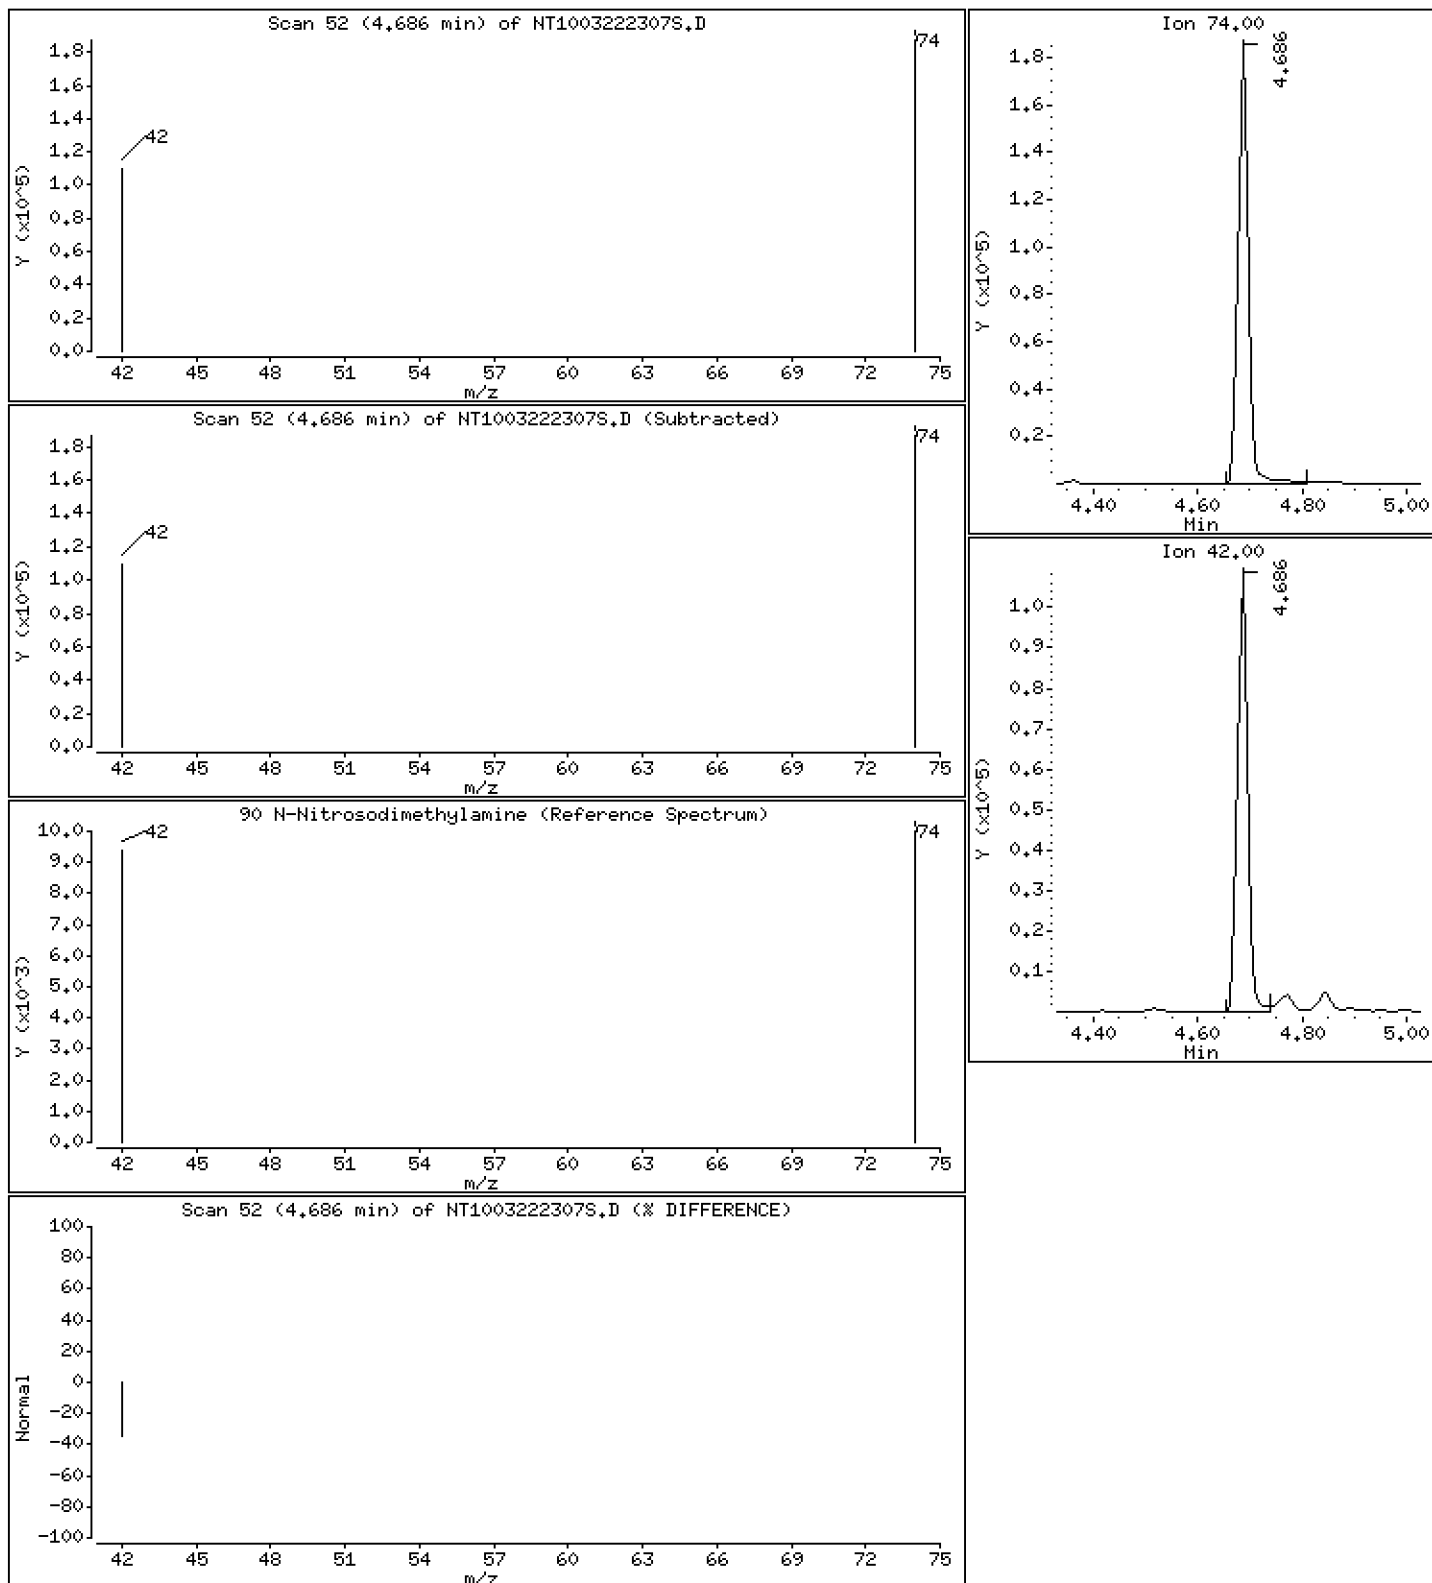 Scan 52 (4.686 min) of NT1003222307S.D
Y (x10^5)
1.8
1.6
1.4
1.2
1.0
0.8
0.6
0.4
0.2
0.0
42
74
42 45 48 51 54 57 60 63 66 69 72 75
m/z
Scan 52 (4.686 min) of NT1003222307S.D (Subtracted)
Y (x10^5)
1.8
1.6
1.4
1.2
1.0
0.8
0.6
0.4
0.2
0.0
42
74
42 45 48 51 54 57 60 63 66 69 72 75
m/z
90 N-Nitrosodimethylamine (Reference Spectrum)
Y (x10^3)
10.0
9.0
8.0
7.0
6.0
5.0
4.0
3.0
2.0
1.0
0.0
42
74
42 45 48 51 54 57 60 63 66 69 72 75
m/z
Scan 52 (4.686 min) of NT1003222307S.D (% DIFFERENCE)
Normal
100
80
60
40
20
0
-20
-40
-60
-80
-100
42 45 48 51 54 57 60 63 66 69 72 75
m/z
Ion 74.00
Y (x10^5)
1.8
1.6
1.4
1.2
1.0
0.8
0.6
0.4
0.2
4.686
4.40 4.60 4.80 5.00
Min
Ion 42.00
Y (x10^5)
1.0
0.9
0.8
0.7
0.6
0.5
0.4
0.3
0.2
0.1
4.686
4.40 4.60 4.80 5.00
Min